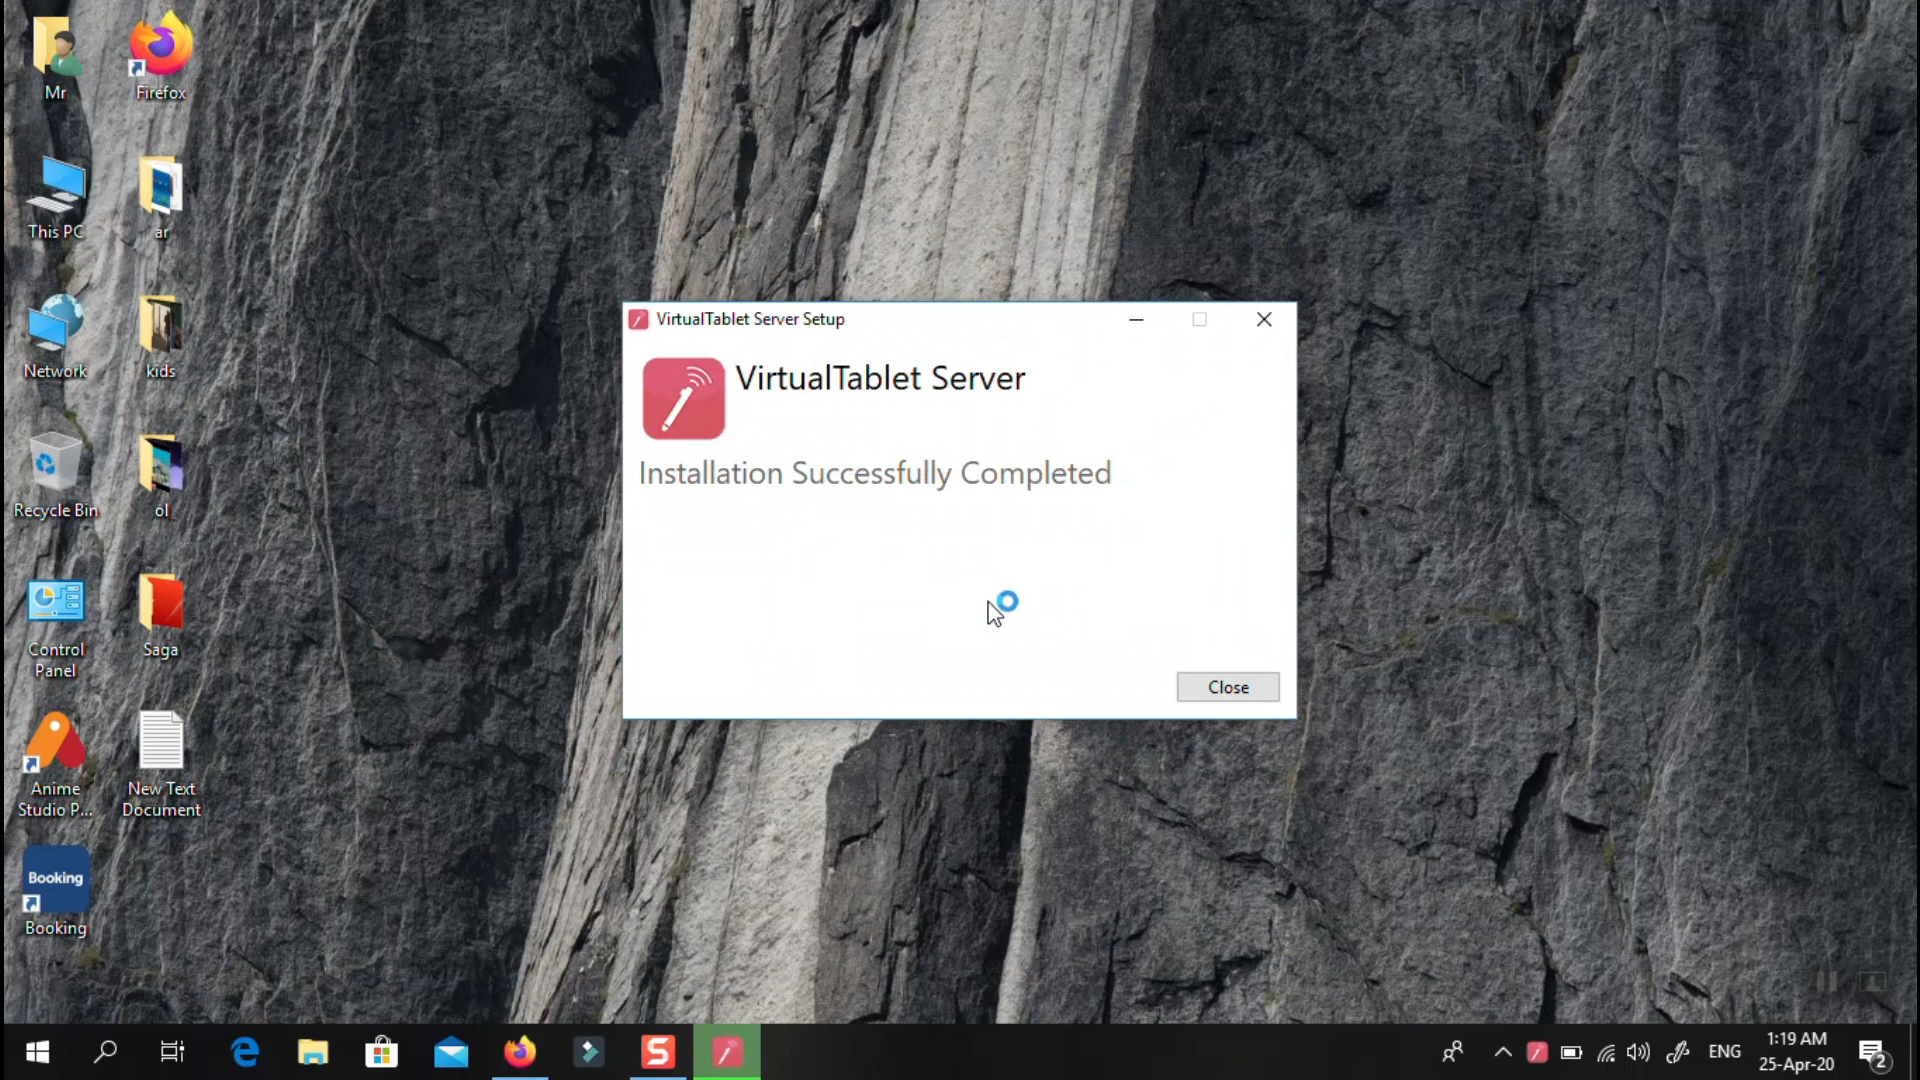 Mr
Firefox
This PC
ar
Network
kids
Recycle Bin
ol
Control
Panel
Saga
Anime
Studio P...
New Text
Document
Booking
Booking
VirtualTablet Server Setup
VirtualTablet Server
Installation Successfully Completed
Close
S
ENG
1:19 AM
25-Apr-20
2